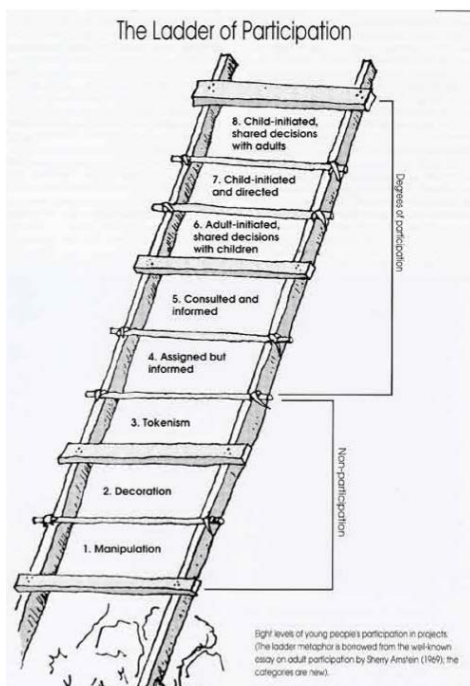 The Ladder of Participation
8. Child-initiated,
shared decisions
with adults
7. Child-initiated
and directed
6. Adult-initiated,
shared decisions
with children
5. Consulted and
informed
4. Assigned but
informed
3. Tokenism
2. Decoration
1. Manipulation
Degrees of participation
Non-participation
Eight levels of young people's participation in projects.
(The ladder metaphor is borrowed from the well-known
essay on adult participation by Sherry Arnstein (1969); the
categories are new).